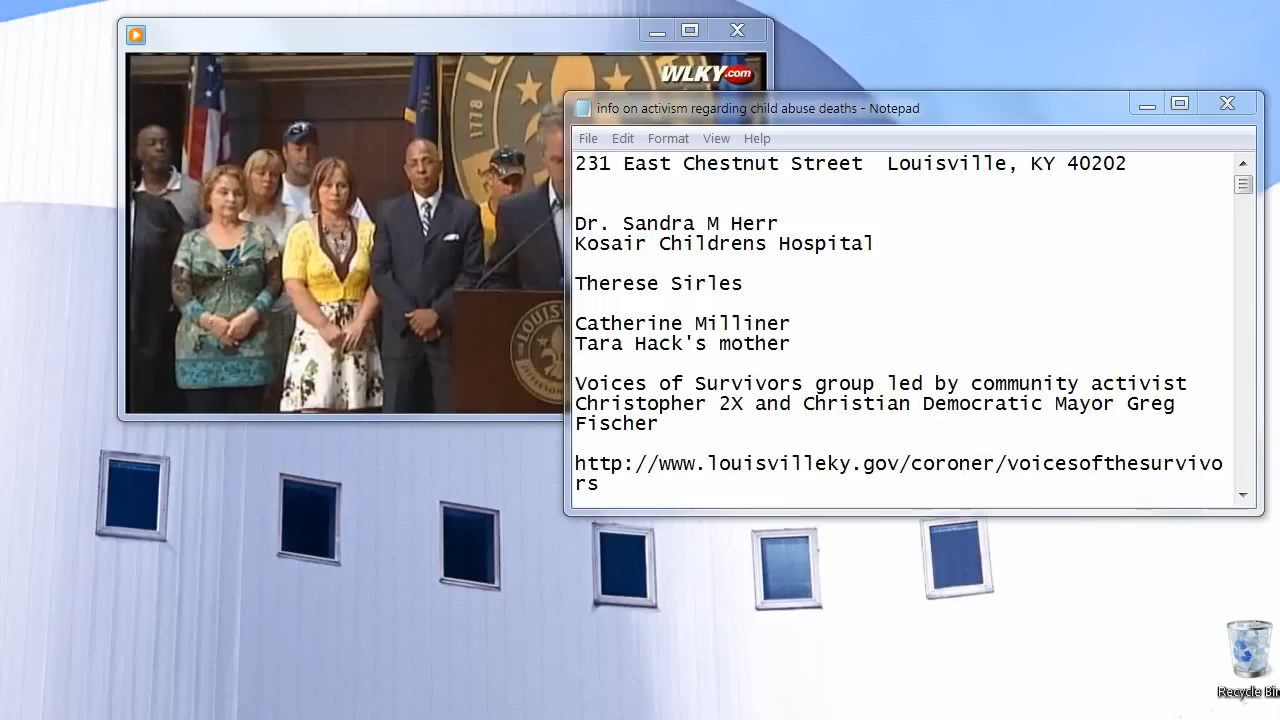 WLKY.com
1778
LOUIS
JEFFERSON
info on activism regarding child abuse deaths - Notepad
File Edit Format View Help
231 East Chestnut Street  Louisville, KY 40202
Dr. Sandra M Herr
Kosair Childrens Hospital
Therese Sirles
Catherine Milliner
Tara Hack's mother
Voices of Survivors group led by community activist
Christopher 2X and Christian Democratic Mayor Greg
Fischer
http://www.louisvilleky.gov/coroner/voicesofthesurvivo
rs
Recycle Bin